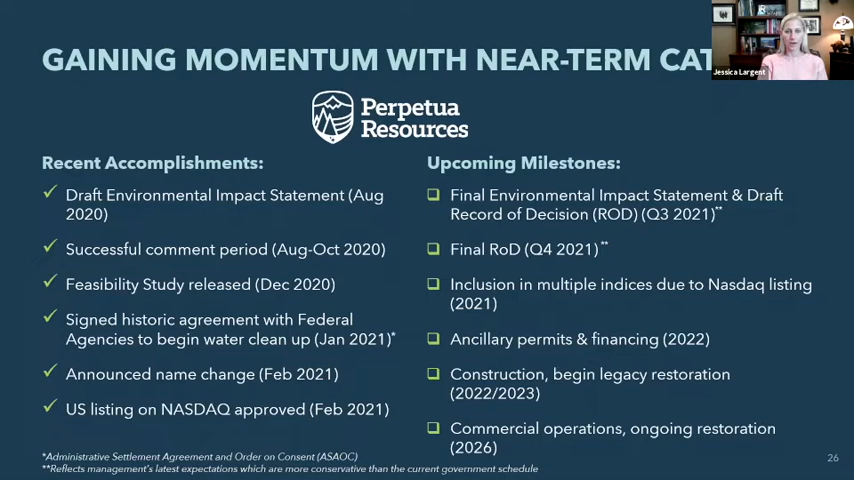 GAINING MOMENTUM WITH NEAR-TERM CAT
Jessica Largent
Perpetua
Resources
Recent Accomplishments:
✓ Draft Environmental Impact Statement (Aug
2020)
✓ Successful comment period (Aug-Oct 2020)
✓ Feasibility Study released (Dec 2020)
✓ Signed historic agreement with Federal
Agencies to begin water clean up (Jan 2021)*
✓ Announced name change (Feb 2021)
✓ US listing on NASDAQ approved (Feb 2021)
Upcoming Milestones:
❑ Final Environmental Impact Statement & Draft
Record of Decision (ROD) (Q3 2021)**
❑ Final RoD (Q4 2021)**
❑ Inclusion in multiple indices due to Nasdaq listing
(2021)
❑ Ancillary permits & financing (2022)
❑ Construction, begin legacy restoration
(2022/2023)
❑ Commercial operations, ongoing restoration
(2026)
*Administrative Settlement Agreement and Order on Consent (ASAOC)
**Reflects management's latest expectations which are more conservative than the current government schedule
26